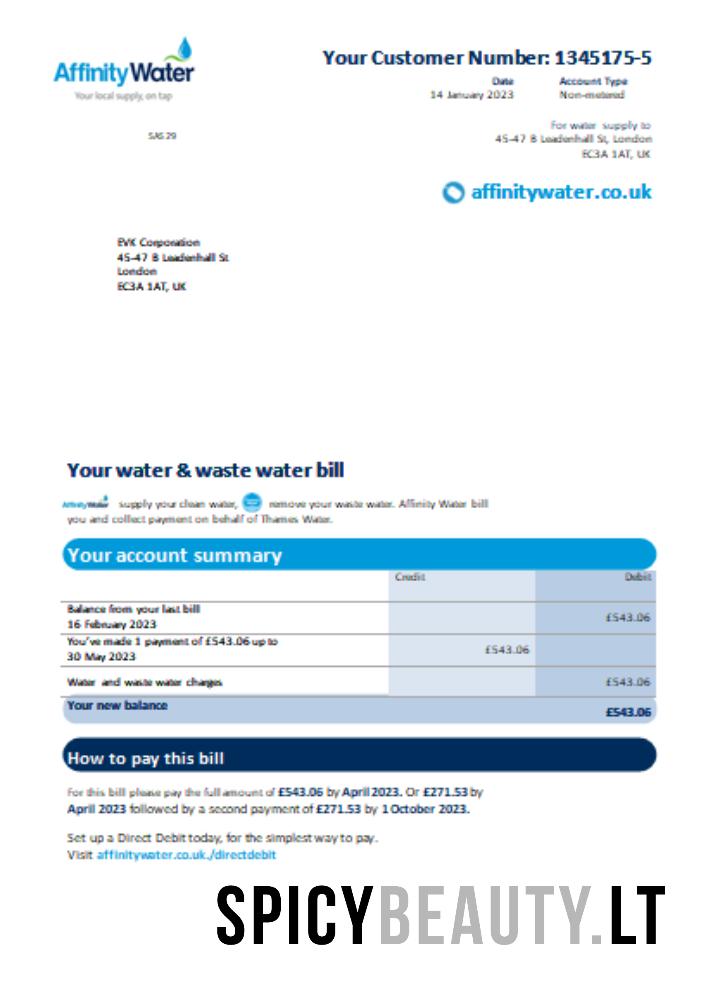 AffinityWater
Your local supply, on tap
Your Customer Number: 1345175-5
Date Account Type
14 January 2023 Non-metered
SAS 29
For water supply to
45-47 B Leadenhall St, London
EC3A 1AT, UK
affinitywater.co.uk
EVK Corporation
45-47 B Leadenhall St
London
EC3A 1AT, UK
Your water & waste water bill
AffinityWater supply your clean water, remove your waste water. Affinity Water bill
you and collect payment on behalf of Thames Water.
Your account summary
Credit Debit
Balance from your last bill
16 February 2023 £543.06
You've made 1 payment of £543.06 up to
30 May 2023 £543.06
Water and waste water charges £543.06
Your new balance £543.06
How to pay this bill
For this bill please pay the full amount of £543.06 by April 2023. Or £271.53 by
April 2023 followed by a second payment of £271.53 by 1 October 2023.
Set up a Direct Debit today, for the simplest way to pay.
Visit affinitywater.co.uk./directdebit
SPICYBEAUTY.LT